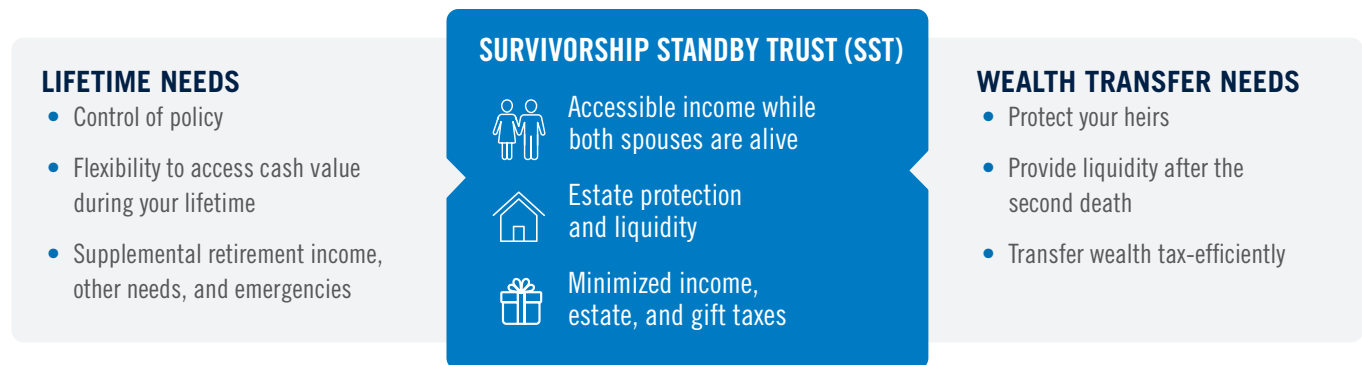 LIFETIME NEEDS
• Control of policy
• Flexibility to access cash value
during your lifetime
• Supplemental retirement income,
other needs, and emergencies
SURVIVORSHIP STANDBY TRUST (SST)
Accessible income while
both spouses are alive
Estate protection
and liquidity
Minimized income,
estate, and gift taxes
WEALTH TRANSFER NEEDS
• Protect your heirs
• Provide liquidity after the
second death
• Transfer wealth tax-efficiently